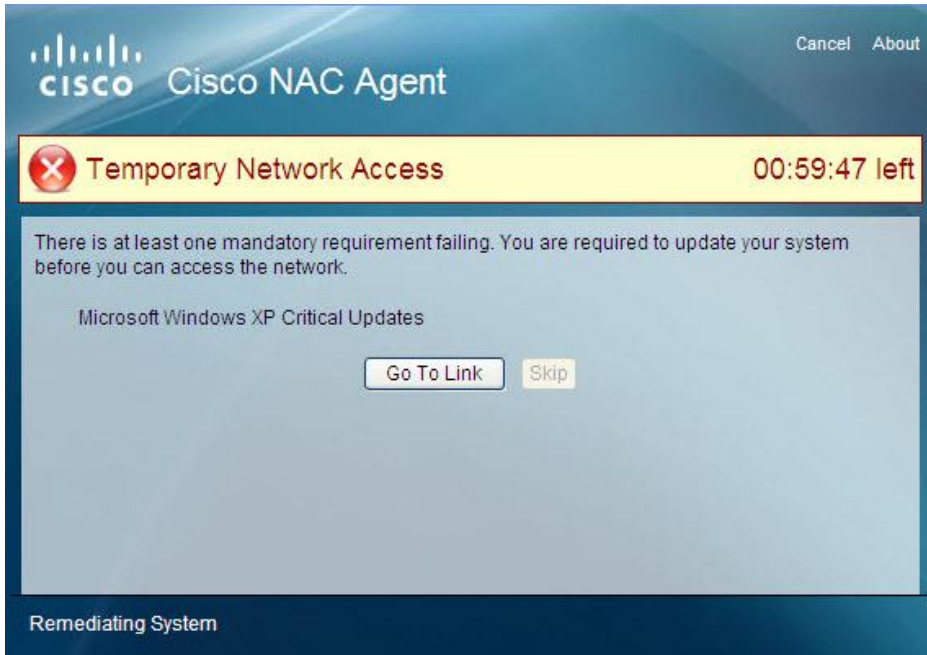 Cancel About
CISCO Cisco NAC Agent
Temporary Network Access 00:59:47 left
There is at least one mandatory requirement failing. You are required to update your system
before you can access the network.
Microsoft Windows XP Critical Updates
Go To Link Skip
Remediating System